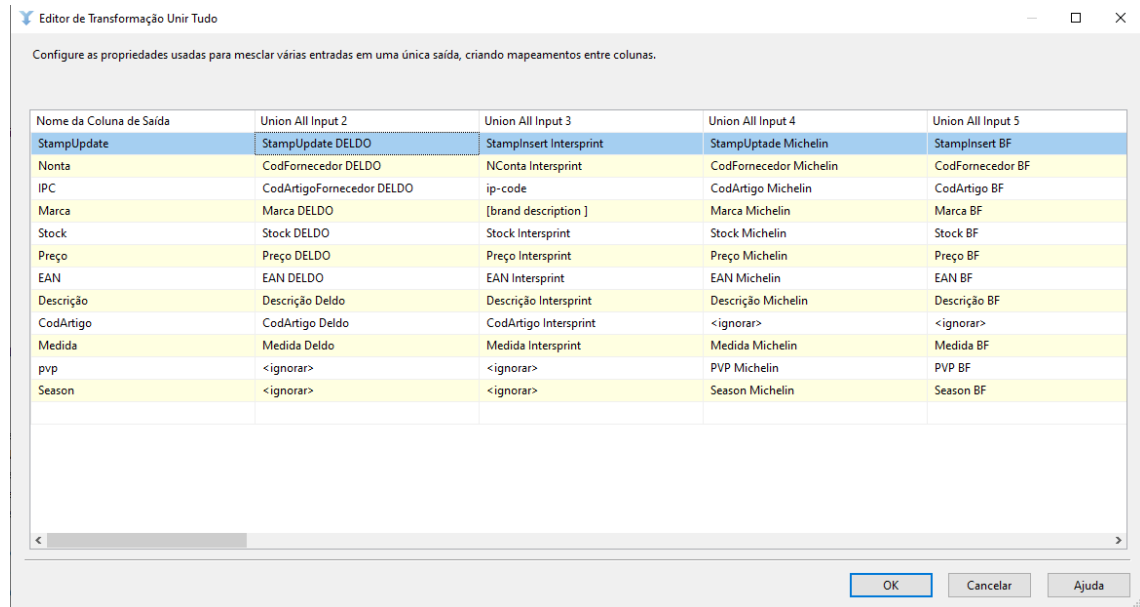 Editor de Transformação Unir Tudo
Configure as propriedades usadas para mesclar várias entradas em uma única saída, criando mapeamentos entre colunas.
Nome da Coluna de Saída Union All Input 2 Union All Input 3 Union All Input 4 Union All Input 5
StampUpdate StampUpdate DELDO StampInsert Intersprint StampUptade Michelin StampInsert BF
Nonta CodFornecedor DELDO NConta Intersprint CodFornecedor Michelin CodFornecedor BF
IPC CodArtigoFornecedor DELDO ip-code CodArtigo Michelin CodArtigo BF
Marca Marca DELDO [brand description ] Marca Michelin Marca BF
Stock Stock DELDO Stock Intersprint Stock Michelin Stock BF
Preço Preço DELDO Preço Intersprint Preço Michelin Preço BF
EAN EAN DELDO EAN Intersprint EAN Michelin EAN BF
Descrição Descrição Deldo Descrição Intersprint Descrição Michelin Descrição BF
CodArtigo CodArtigo Deldo CodArtigo Intersprint <ignorar> <ignorar>
Medida Medida Deldo Medida Intersprint Medida Michelin Medida BF
pvp <ignorar> <ignorar> PVP Michelin PVP BF
Season <ignorar> <ignorar> Season Michelin Season BF
OK Cancelar Ajuda